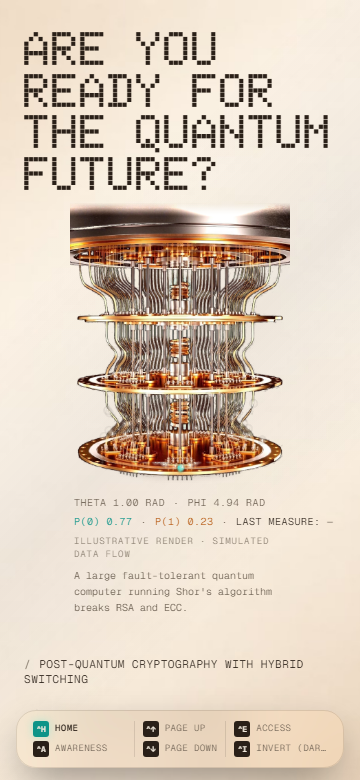 ARE YOU
READY FOR
THE QUANTUM
FUTURE?
THETA 1.00 RAD · PHI 4.94 RAD
P(0) 0.77 · P(1) 0.23 · LAST MEASURE: —
ILLUSTRATIVE RENDER · SIMULATED
DATA FLOW
A large fault-tolerant quantum
computer running Shor's algorithm
breaks RSA and ECC.
/ POST-QUANTUM CRYPTOGRAPHY WITH HYBRID
SWITCHING
^H HOME ^↑ PAGE UP ^E ACCESS
^A AWARENESS ^↓ PAGE DOWN ^I INVERT (DAR…